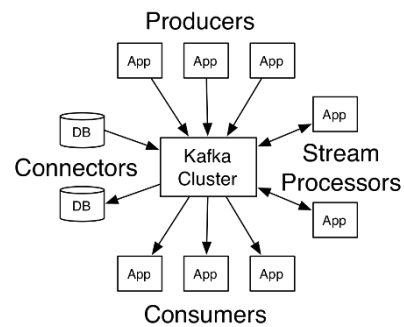 Producers
App
App
App
DB
App
Kafka
Cluster
Connectors
Stream
Processors
DB
App
App
App
App
Consumers